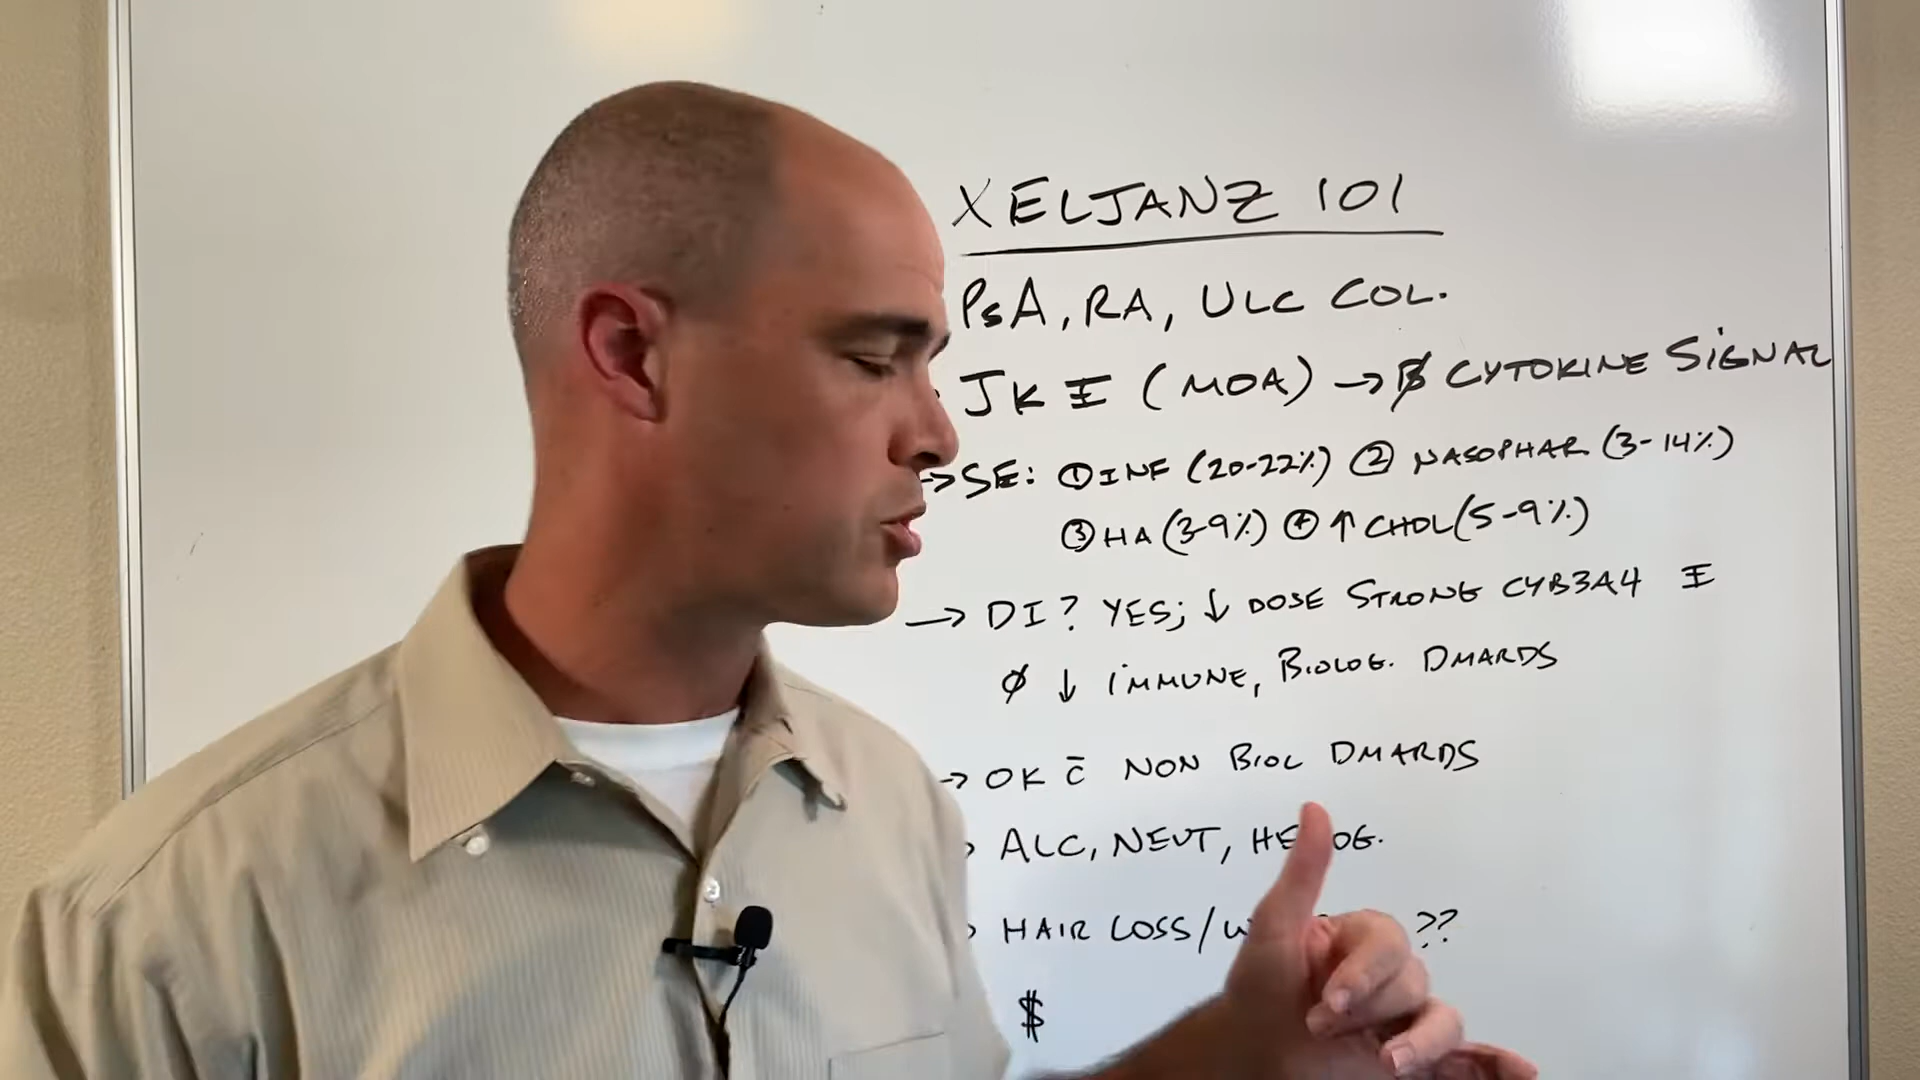 XELJANZ 101
PsA, RA, ULC COL.
JK I (MOA) → CYTOKINE SIGNAL
→ SE: ① INF (20-22%) ② NASOPHAR (3-14%)
③ HA (3-9%) ④ ↑ CHOL (5-9%)
→ DI? YES; ↓ DOSE STRONG CYB3A4 I
Ø ↓ IMMUNE, BIOLOG. DMARDS
→ OK c̄ NON BIOL DMARDS
ALC, NEUT,
HAIR LOSS/ ??
$